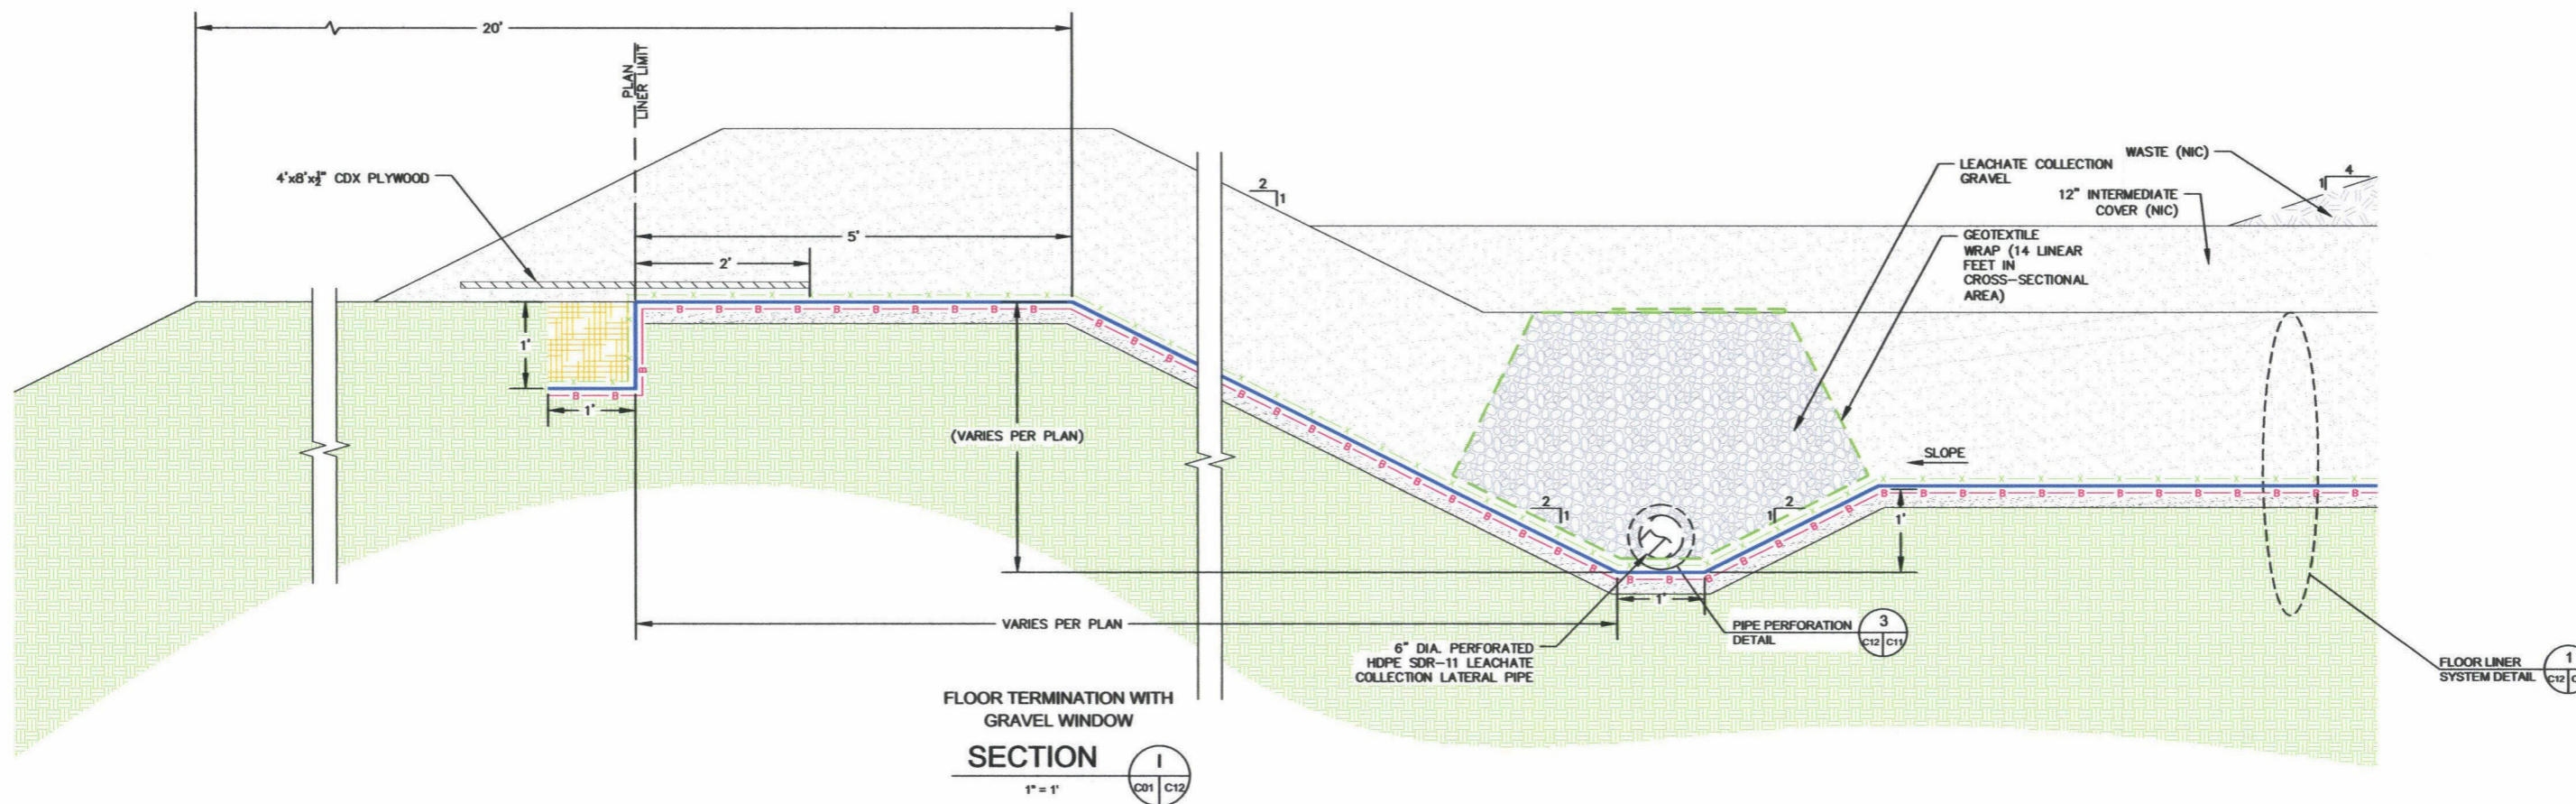 20'
PLAN
LINER LIMIT
4'x8'x½" CDX PLYWOOD
5'
2'
1'
1'
(VARIES PER PLAN)
VARIES PER PLAN
2
1
LEACHATE COLLECTION
GRAVEL
WASTE (NIC)
4
1
12" INTERMEDIATE
COVER (NIC)
GEOTEXTILE
WRAP (14 LINEAR
FEET IN
CROSS-SECTIONAL
AREA)
SLOPE
2
1
2
1
1'
1'
6" DIA. PERFORATED
HDPE SDR-11 LEACHATE
COLLECTION LATERAL PIPE
PIPE PERFORATION
DETAIL
3
C12 C11
FLOOR LINER
SYSTEM DETAIL
1
C12
FLOOR TERMINATION WITH
GRAVEL WINDOW
SECTION
1" = 1'
I
C01 C12